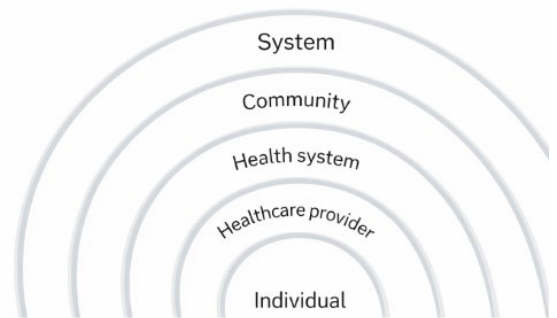 System
Community
Health system
Healthcare provider
Individual